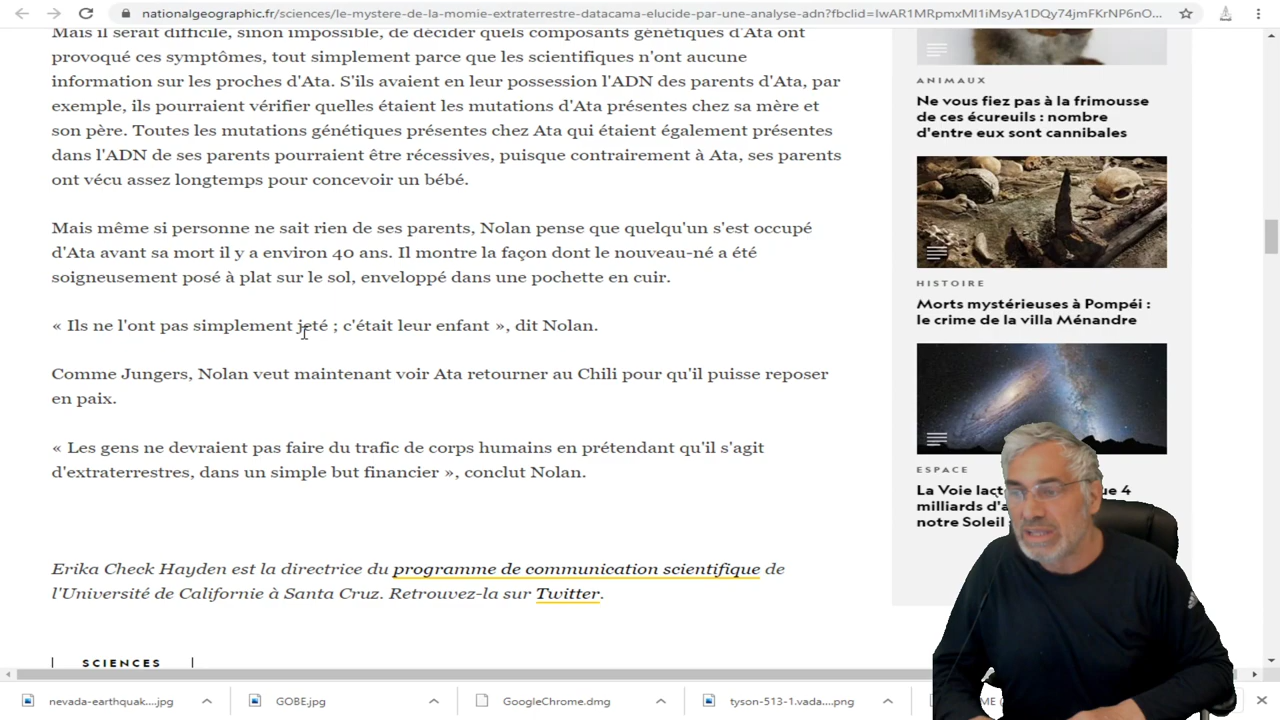 nationalgeographic.fr/sciences/le-mystere-de-la-momie-extraterrestre-datacama-elucide-par-une-analyse-adn?fbclid=IwAR1MRpmxMI1iMsyA1DQy74jmFKrNP6nO...
Mais il serait difficile, sinon impossible, de décider quels composants génétiques d'Ata ont
provoqué ces symptômes, tout simplement parce que les scientifiques n'ont aucune
information sur les proches d'Ata. S'ils avaient en leur possession l'ADN des parents d'Ata, par
exemple, ils pourraient vérifier quelles étaient les mutations d'Ata présentes chez sa mère et
son père. Toutes les mutations génétiques présentes chez Ata qui étaient également présentes
dans l'ADN de ses parents pourraient être récessives, puisque contrairement à Ata, ses parents
ont vécu assez longtemps pour concevoir un bébé.
Mais même si personne ne sait rien de ses parents, Nolan pense que quelqu'un s'est occupé
d'Ata avant sa mort il y a environ 40 ans. Il montre la façon dont le nouveau-né a été
soigneusement posé à plat sur le sol, enveloppé dans une pochette en cuir.
« Ils ne l'ont pas simplement jeté ; c'était leur enfant », dit Nolan.
Comme Jungers, Nolan veut maintenant voir Ata retourner au Chili pour qu'il puisse reposer
en paix.
« Les gens ne devraient pas faire du trafic de corps humains en prétendant qu'il s'agit
d'extraterrestres, dans un simple but financier », conclut Nolan.
Erika Check Hayden est la directrice du programme de communication scientifique de
l'Université de Californie à Santa Cruz. Retrouvez-la sur Twitter.
SCIENCES
ANIMAUX
Ne vous fiez pas à la frimousse
de ces écureuils : nombre
d'entre eux sont cannibales
HISTOIRE
Morts mystérieuses à Pompéi :
le crime de la villa Ménandre
ESPACE
La Voie 4
milliards
notre Soleil
nevada-earthquak....jpg
GOBE.jpg
GoogleChrome.dmg
tyson-513-1.vada....png